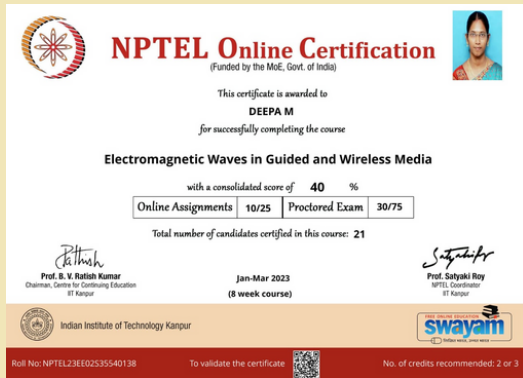 NPTEL Online Certification
(Funded by the MoE, Govt. of India)
This certificate is awarded to
DEEPA M
for successfully completing the course
Electromagnetic Waves in Guided and Wireless Media
with a consolidated score of 40 %
Online Assignments 10/25 Proctored Exam 30/75
Total number of candidates certified in this course: 21
Prof. B. V. Ratish Kumar
Chairman, Centre for Continuing Education
IIT Kanpur
Jan-Mar 2023
(8 week course)
Prof. Satyaki Roy
NPTEL Coordinator
IIT Kanpur
Indian Institute of Technology Kanpur
FREE ONLINE EDUCATION
swayam
Roll No: NPTEL23EE02S35540138
To validate the certificate
No. of credits recommended: 2 or 3